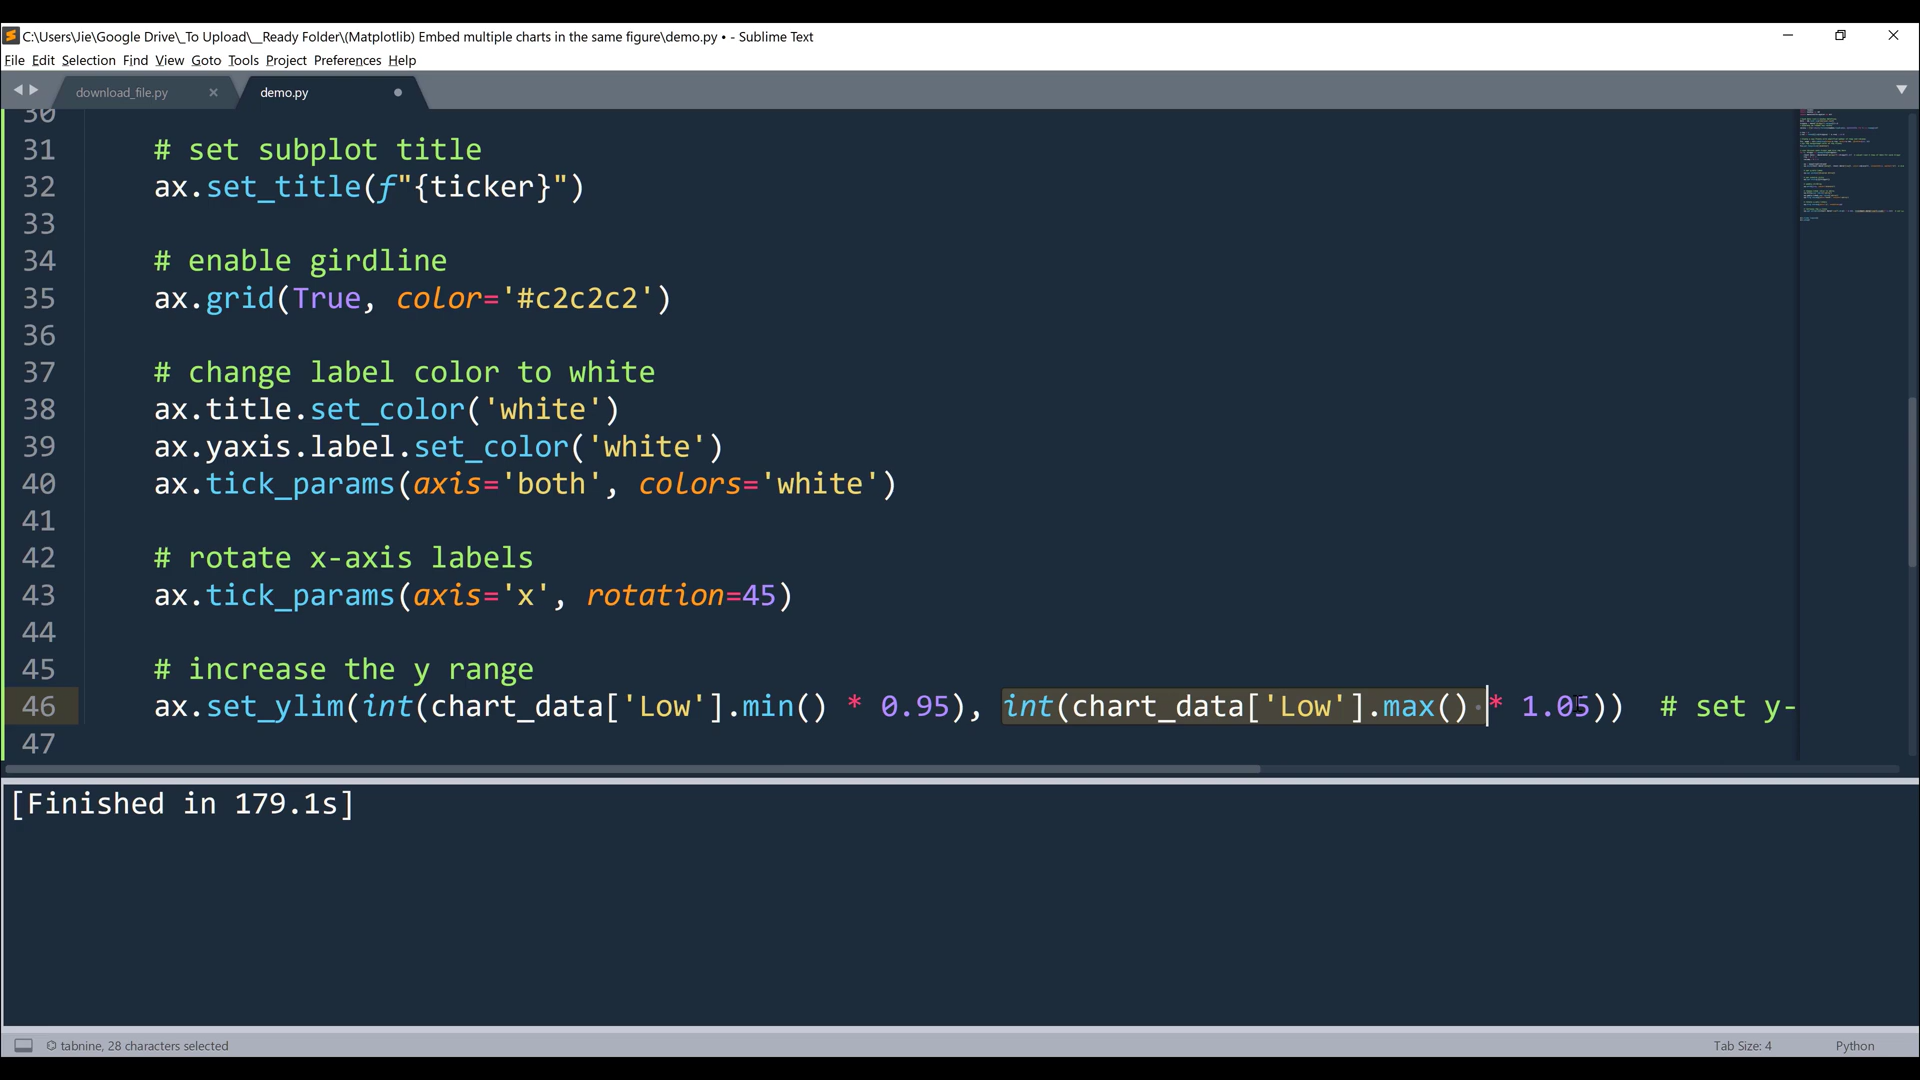 C:\Users\Jie\Google Drive\_To Upload\__Ready Folder\(Matplotlib) Embed multiple charts in the same figure\demo.py • - Sublime Text
File Edit Selection Find View Goto Tools Project Preferences Help
download_file.py demo.py
30
31 # set subplot title
32 ax.set_title(f"{ticker}")
33
34 # enable girdline
35 ax.grid(True, color='#c2c2c2')
36
37 # change label color to white
38 ax.title.set_color('white')
39 ax.yaxis.label.set_color('white')
40 ax.tick_params(axis='both', colors='white')
41
42 # rotate x-axis labels
43 ax.tick_params(axis='x', rotation=45)
44
45 # increase the y range
46 ax.set_ylim(int(chart_data['Low'].min() * 0.95), int(chart_data['Low'].max() * 1.05)) # set y-
47
[Finished in 179.1s]
tabnine, 28 characters selected Tab Size: 4 Python